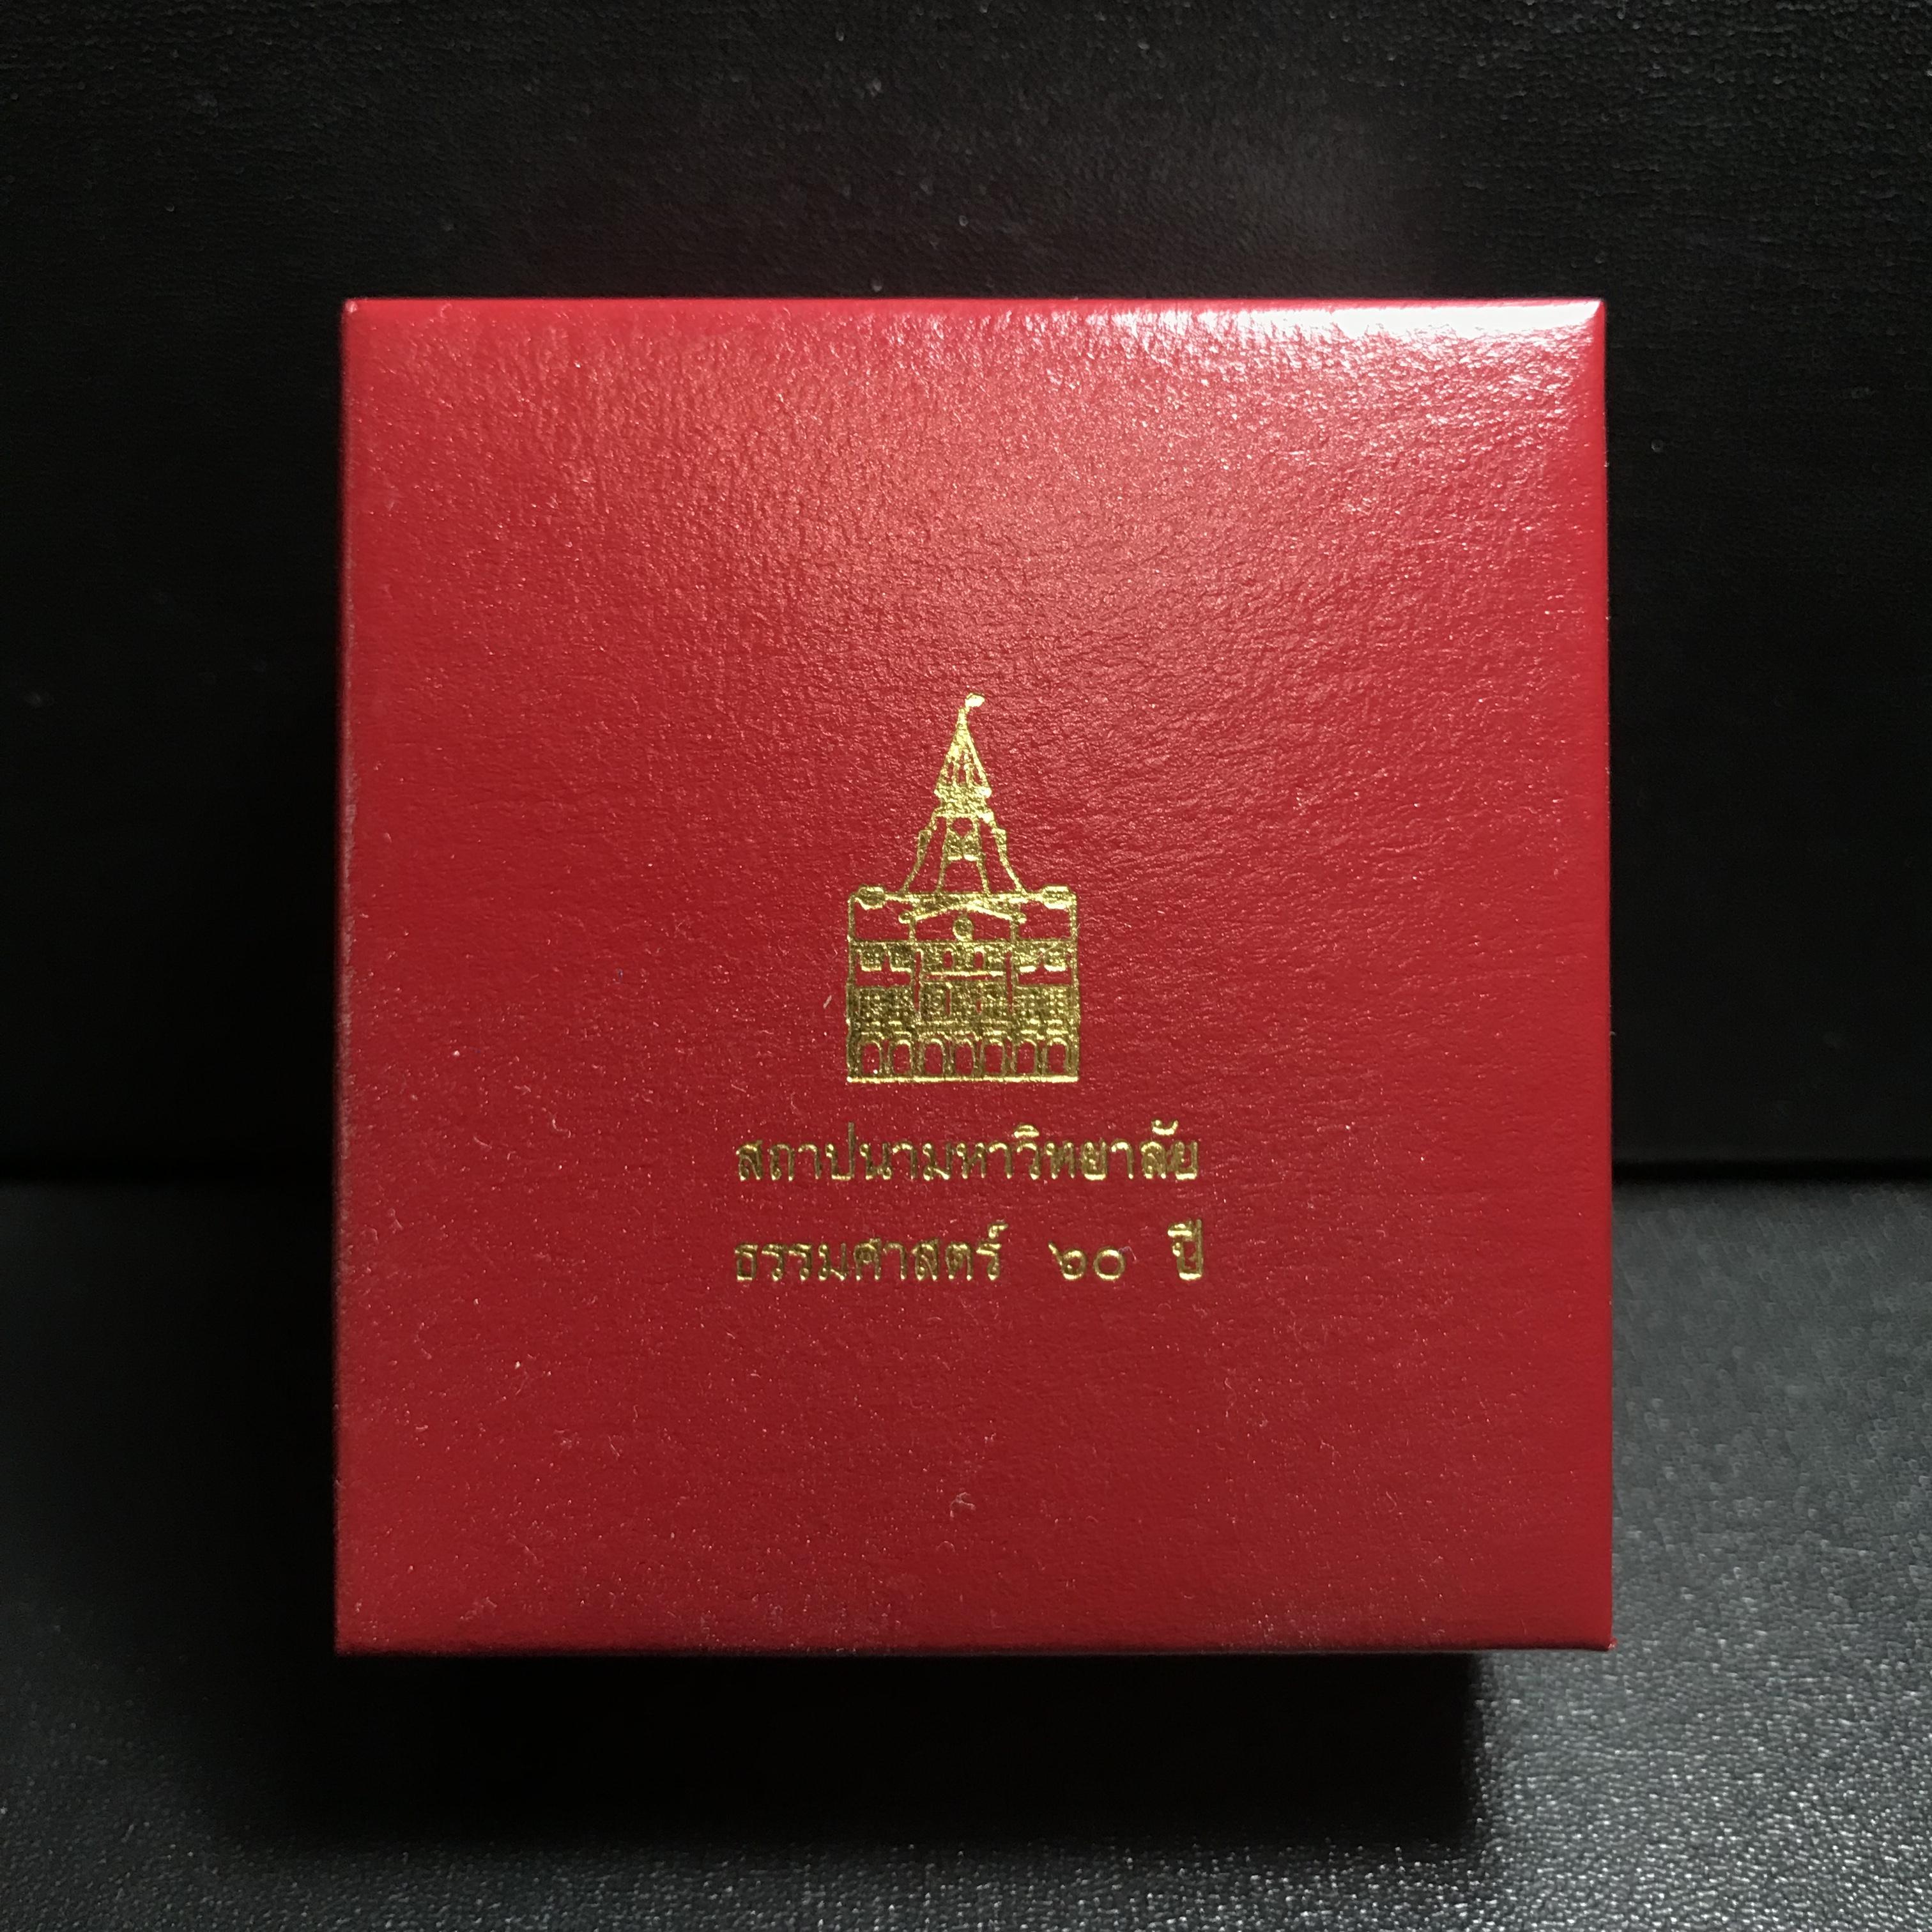 สถาปนามหาวิทยาลัย
ธรรมศาสตร์ ๖๐ ปี